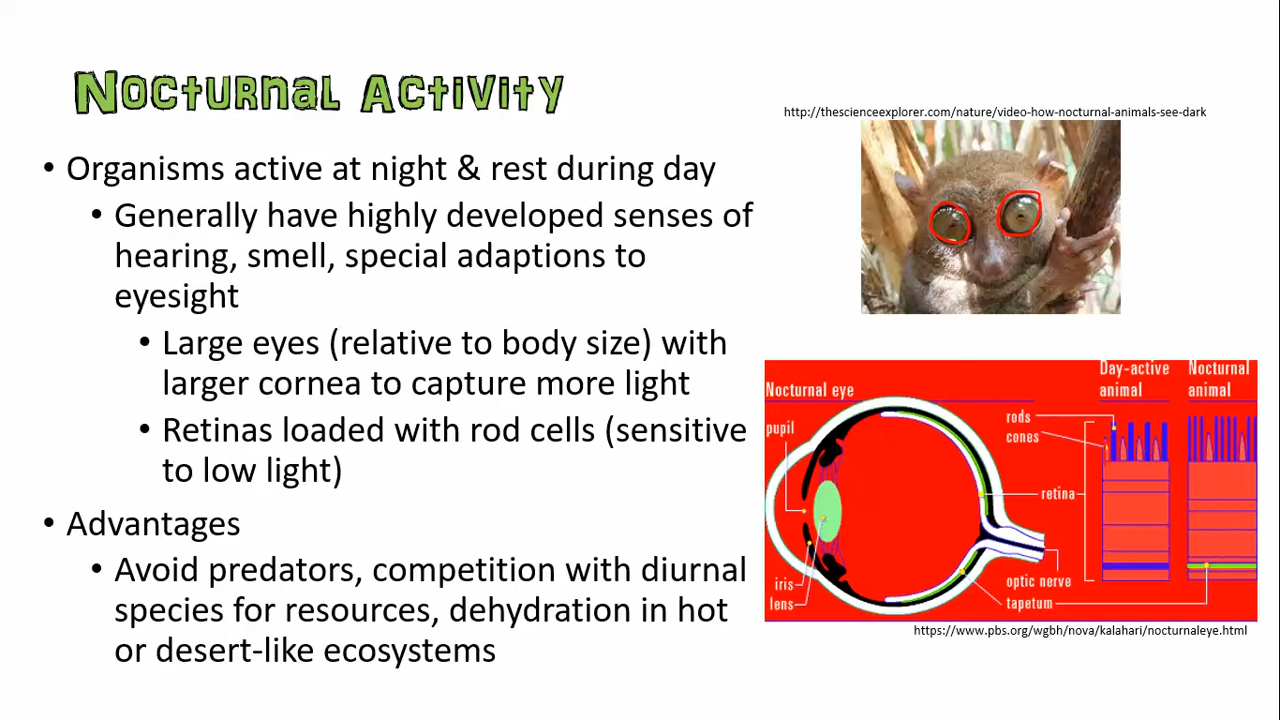 Nocturnal Activity
• Organisms active at night & rest during day
• Generally have highly developed senses of
hearing, smell, special adaptions to
eyesight
• Large eyes (relative to body size) with
larger cornea to capture more light
• Retinas loaded with rod cells (sensitive
to low light)
• Advantages
• Avoid predators, competition with diurnal
species for resources, dehydration in hot
or desert-like ecosystems
http://thescienceexplorer.com/nature/video-how-nocturnal-animals-see-dark
Nocturnal eye
pupil
iris
lens
Day-active
animal
Nocturnal
animal
rods
cones
retina
optic nerve
tapetum
https://www.pbs.org/wgbh/nova/kalahari/nocturnaleye.html